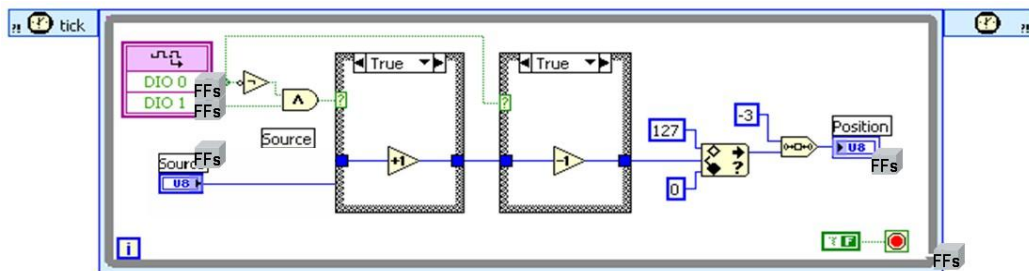 ?! tick
?!
DIO 0
DIO 1
FFs
FFs
Source
FFs
Source
U8
True
?
+1
True
?
-1
127
0
?
-3
Position
U8
FFs
i
F
FFs